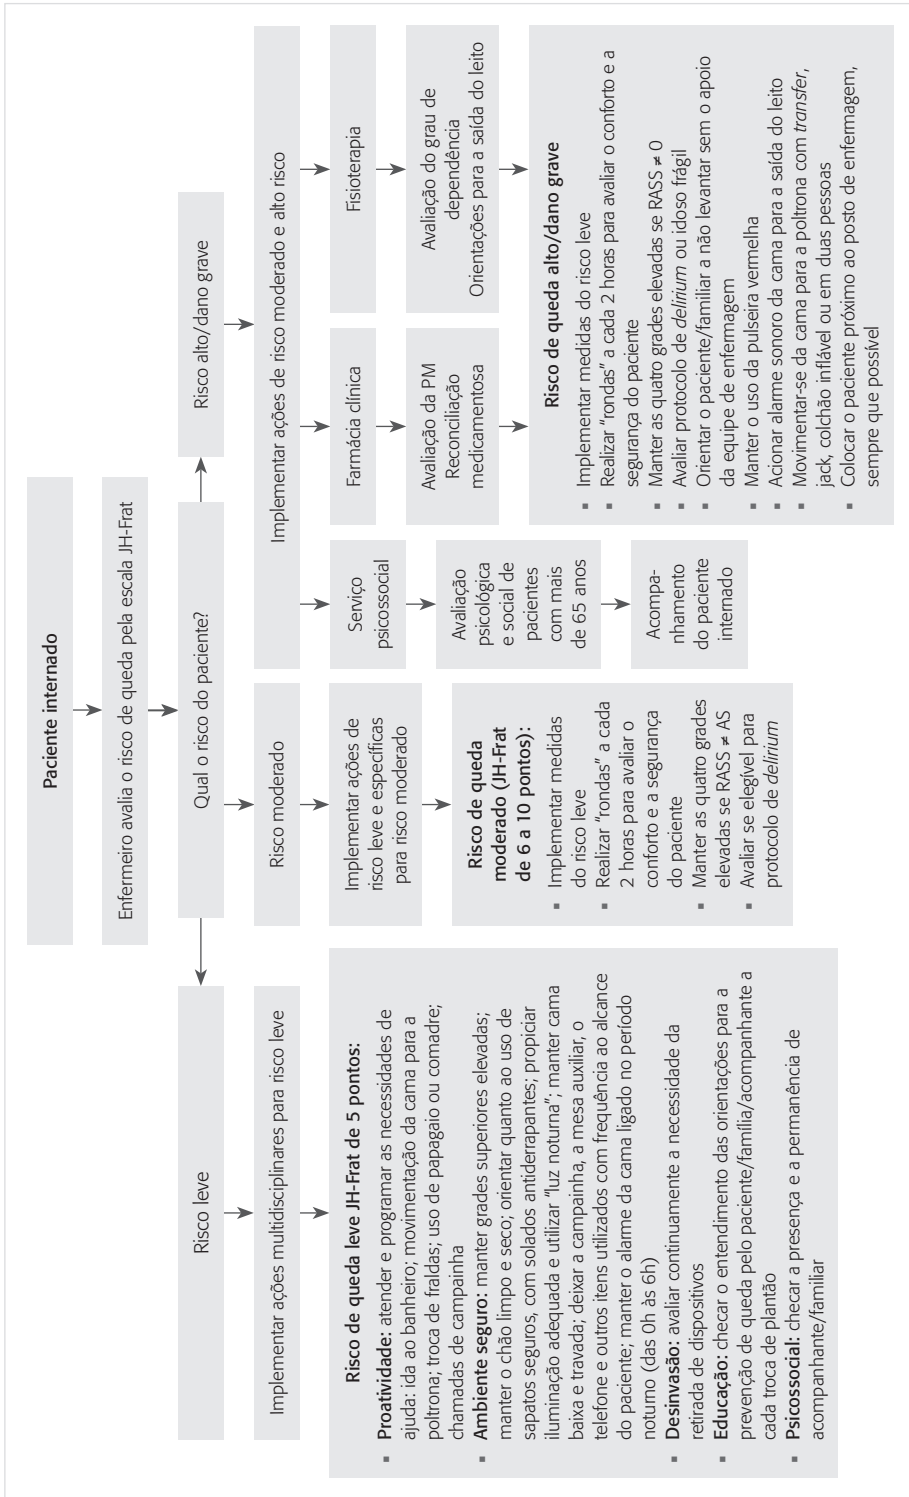 Paciente internado
Enfermeiro avalia o risco de queda pela escala JH-Frat
Qual o risco do paciente?
Risco leve
Implementar ações multidisciplinares para risco leve
Risco de queda leve JH-Frat de 5 pontos:
▪ Proatividade: atender e programar as necessidades de
ajuda: ida ao banheiro; movimentação da cama para a
poltrona; troca de fraldas; uso de papagaio ou comadre;
chamadas de campainha
▪ Ambiente seguro: manter grades superiores elevadas;
manter o chão limpo e seco; orientar quanto ao uso de
sapatos seguros, com solados antiderrapantes; propiciar
iluminação adequada e utilizar "luz noturna"; manter cama
baixa e travada; deixar a campainha, a mesa auxiliar, o
telefone e outros itens utilizados com frequência ao alcance
do paciente; manter o alarme da cama ligado no período
noturno (das 0h às 6h)
▪ Desinvasão: avaliar continuamente a necessidade da
retirada de dispositivos
▪ Educação: checar o entendimento das orientações para a
prevenção de queda pelo paciente/família/acompanhante a
cada troca de plantão
▪ Psicossocial: checar a presença e a permanência de
acompanhante/familiar
Risco moderado
Implementar ações de
risco leve e específicas
para risco moderado
Risco de queda
moderado (JH-Frat
de 6 a 10 pontos):
▪ Implementar medidas
do risco leve
▪ Realizar "rondas" a cada
2 horas para avaliar o
conforto e a segurança
do paciente
▪ Manter as quatro grades
elevadas se RASS ≠ AS
▪ Avaliar se elegível para
protocolo de delirium
Risco alto/dano grave
Implementar ações de risco moderado e alto risco
Serviço
psicossocial
Avaliação
psicológica
e social de
pacientes
com mais
de 65 anos
Acompa-
nhamento
do paciente
internado
Farmácia clínica
Avaliação da PM
Reconciliação
medicamentosa
Fisioterapia
Avaliação do grau de
dependência
Orientações para a saída do leito
Risco de queda alto/dano grave
▪ Implementar medidas do risco leve
▪ Realizar "rondas" a cada 2 horas para avaliar o conforto e a
segurança do paciente
▪ Manter as quatro grades elevadas se RASS ≠ 0
▪ Avaliar protocolo de delirium ou idoso frágil
▪ Orientar o paciente/familiar a não levantar sem o apoio
da equipe de enfermagem
▪ Manter o uso da pulseira vermelha
▪ Acionar alarme sonoro da cama para a saída do leito
▪ Movimentar-se da cama para a poltrona com transfer,
jack, colchão inflável ou em duas pessoas
▪ Colocar o paciente próximo ao posto de enfermagem,
sempre que possível